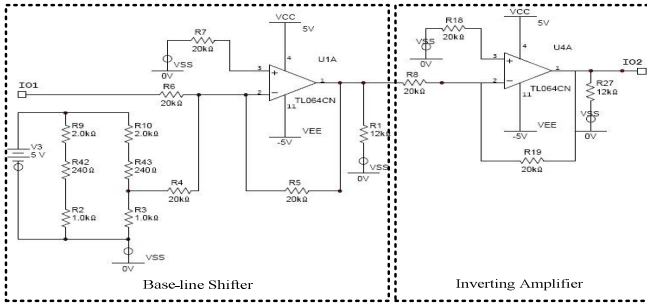 VCC
5V
R7
20kΩ
VSS
0V
U1A
4
3
2
1
11
TL064CN
VEE
-5V
IO1
R6
20kΩ
V3
5 V
R9
2.0kΩ
R10
2.0kΩ
R42
240Ω
R43
240Ω
R2
1.0kΩ
R3
1.0kΩ
R4
20kΩ
R5
20kΩ
R1
12kΩ
VSS
0V
VSS
0V
Base-line Shifter
VCC
5V
R18
20kΩ
VSS
0V
U4A
4
3
2
1
11
TL064CN
VEE
-5V
R8
20kΩ
R19
20kΩ
IO2
R27
12kΩ
VSS
0V
Inverting Amplifier